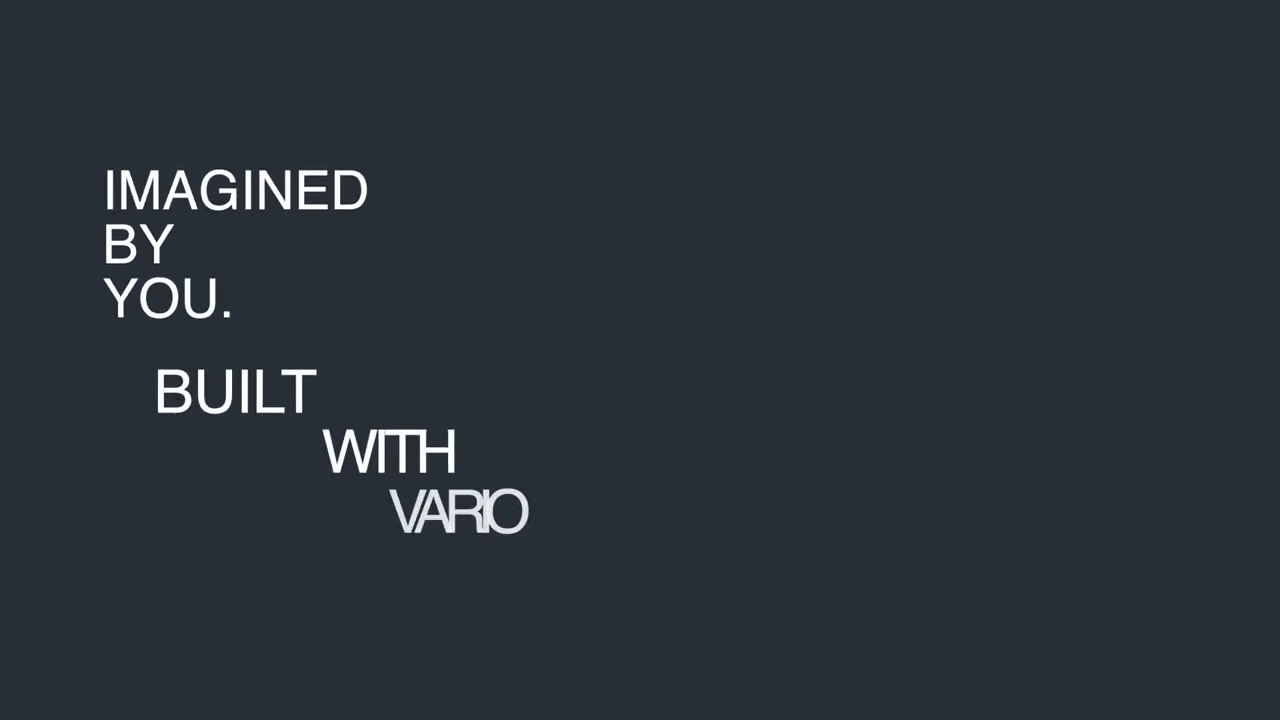 IMAGINED
BY
YOU.
BUILT
WITH
VARIO